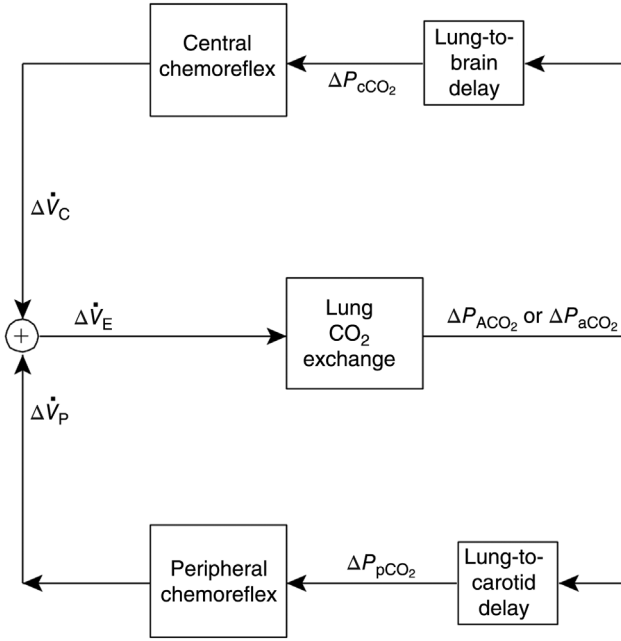 Central
chemoreflex
ΔPcCO₂
Lung-to-
brain
delay
ΔV̇C
+
ΔV̇E
Lung
CO₂
exchange
ΔPACO₂ or ΔPaCO₂
ΔV̇P
Peripheral
chemoreflex
ΔPpCO₂
Lung-to-
carotid
delay